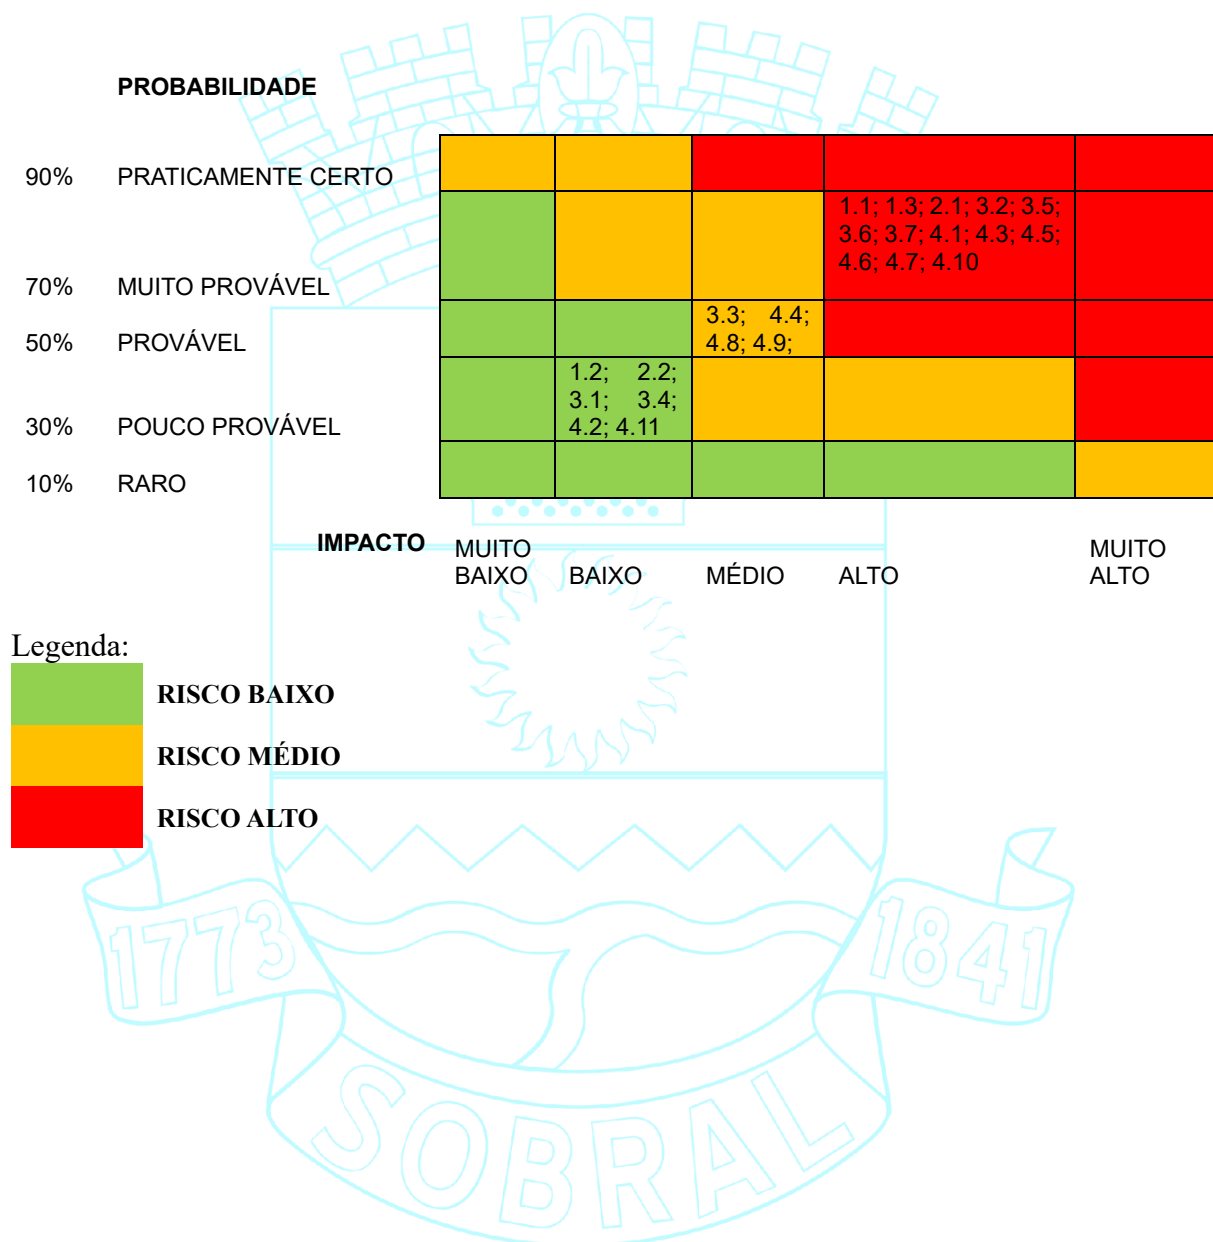 PROBABILIDADE
90% PRATICAMENTE CERTO
1.1; 1.3; 2.1; 3.2; 3.5;
3.6; 3.7; 4.1; 4.3; 4.5;
4.6; 4.7; 4.10
70% MUITO PROVÁVEL
3.3; 4.4;
4.8; 4.9;
50% PROVÁVEL
1.2; 2.2;
3.1; 3.4;
4.2; 4.11
30% POUCO PROVÁVEL
10% RARO
IMPACTO
MUITO
BAIXO
BAIXO
MÉDIO
ALTO
MUITO
ALTO
Legenda:
RISCO BAIXO
RISCO MÉDIO
RISCO ALTO
1773
1841
SOBRAL